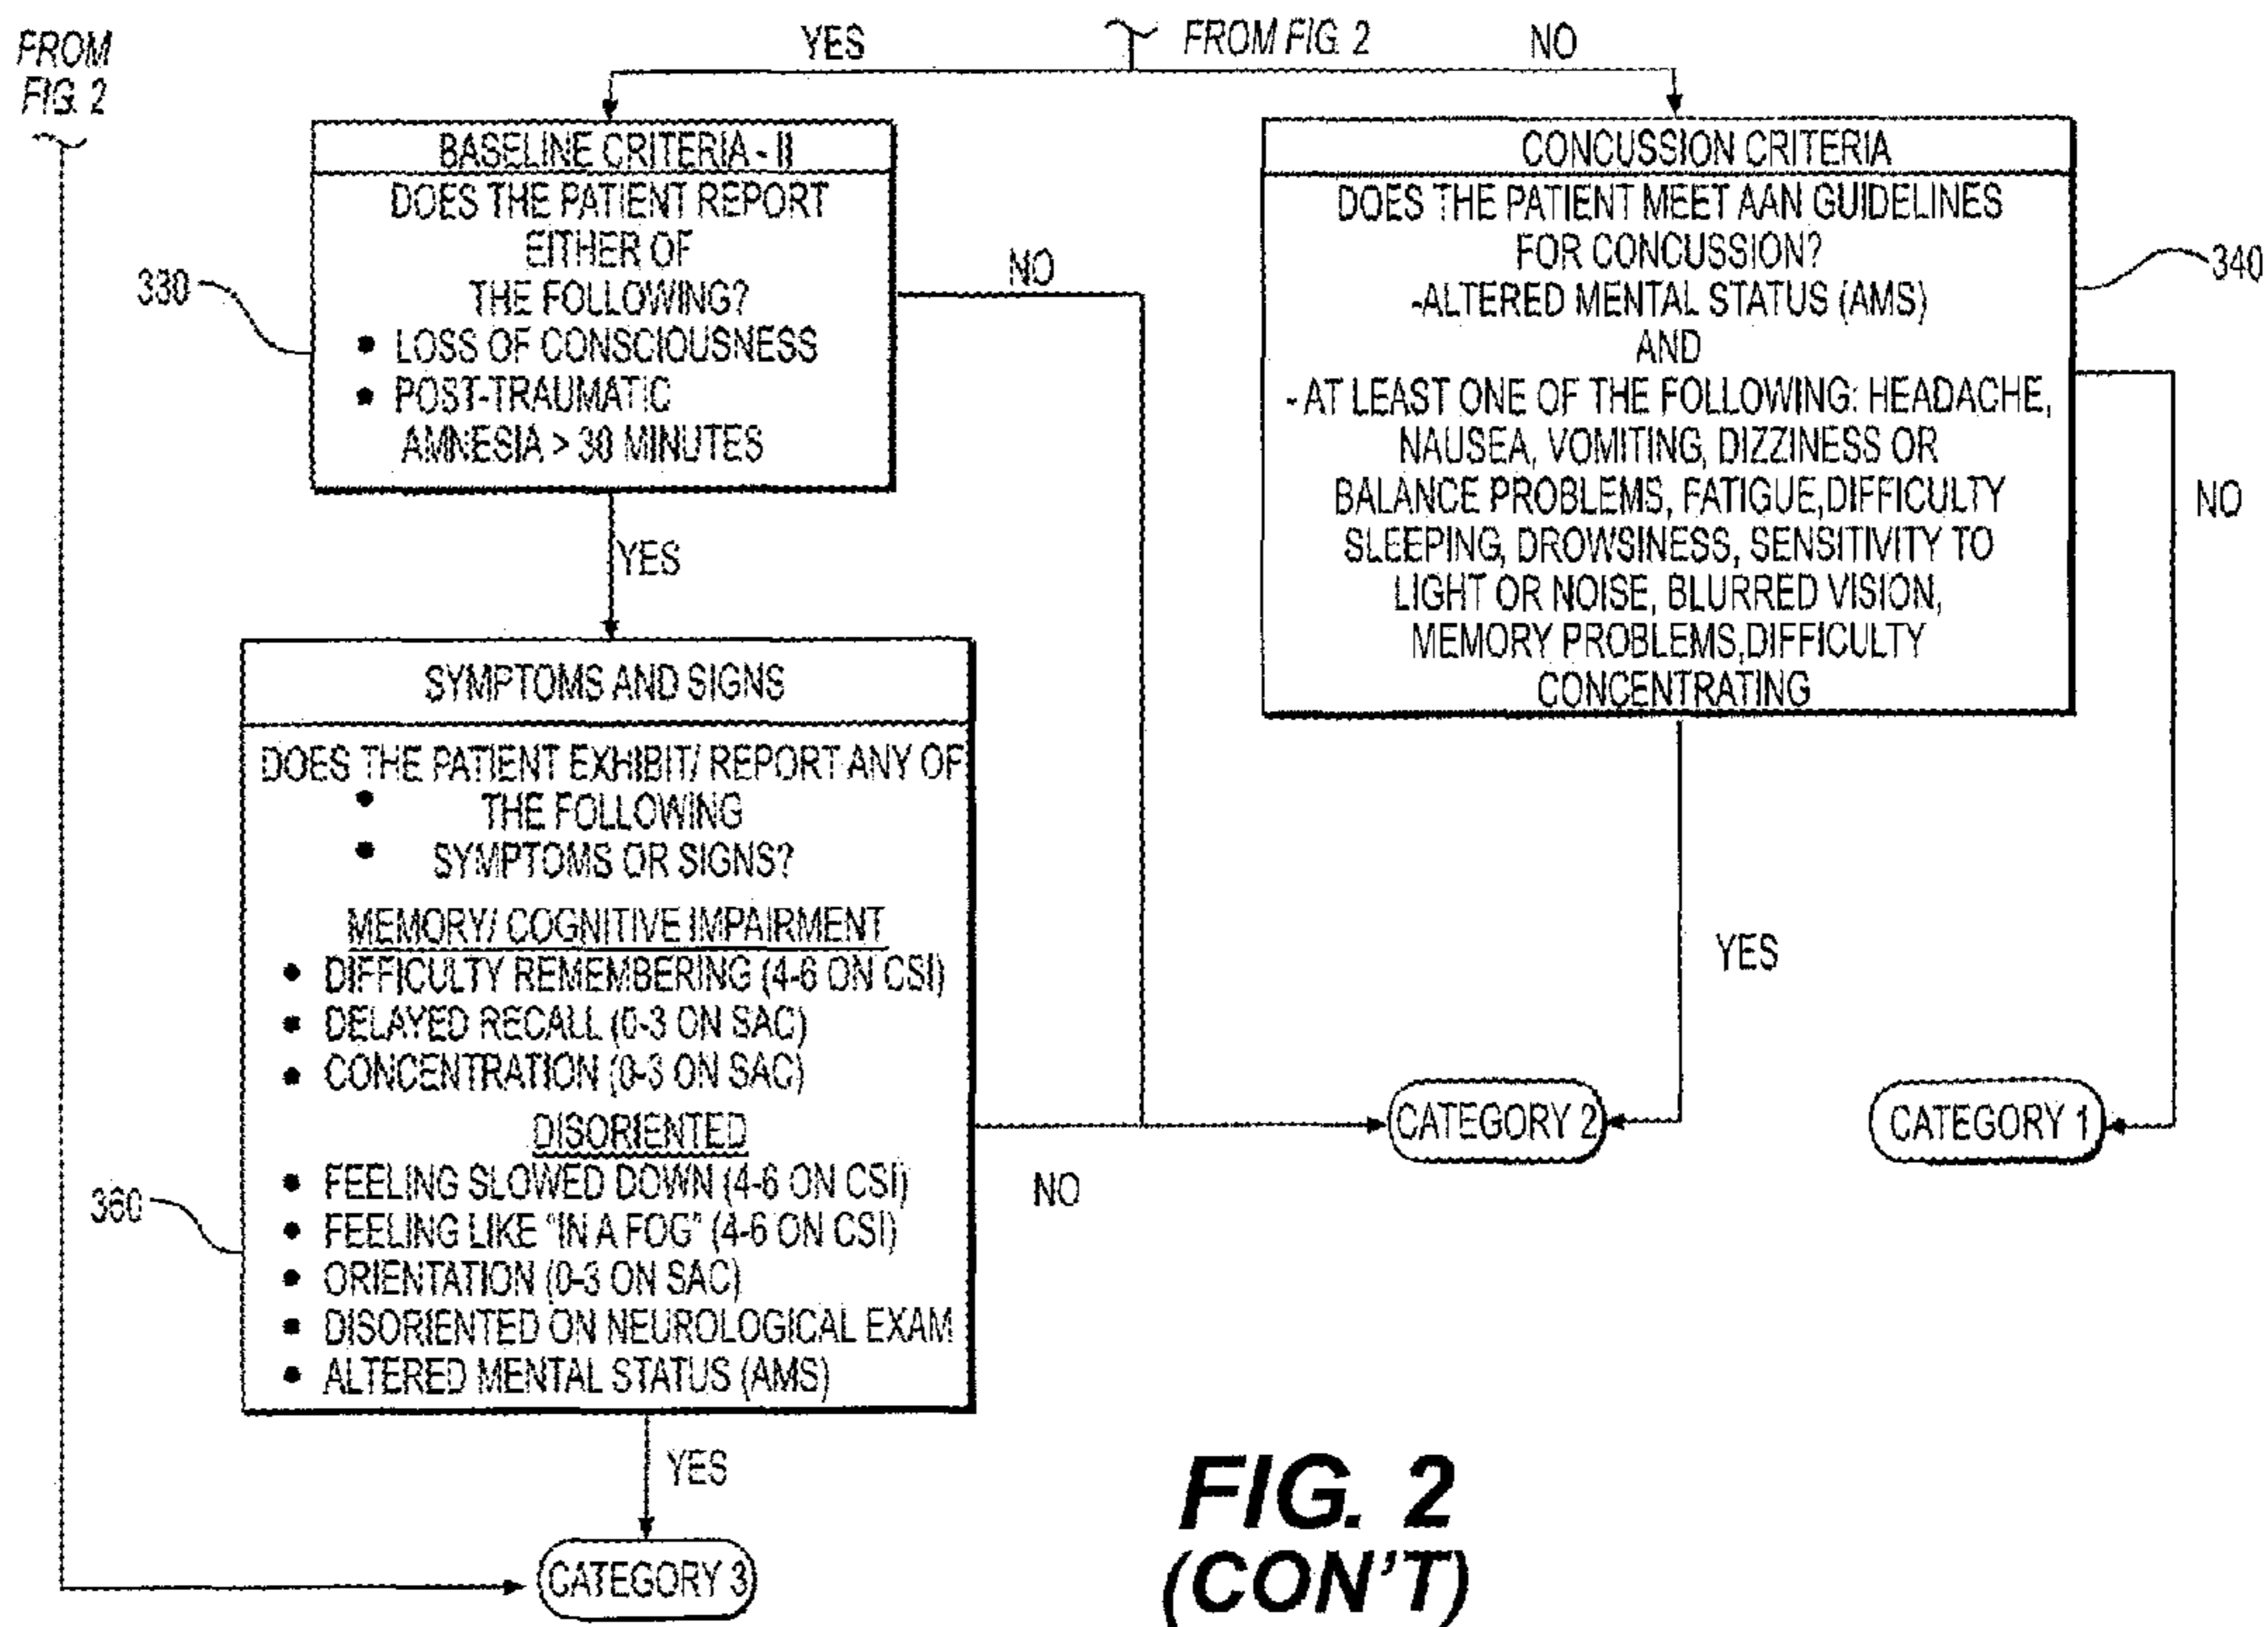 FROM
FIG. 2
YES
FROM FIG. 2
NO
BASELINE CRITERIA - II
DOES THE PATIENT REPORT
EITHER OF
THE FOLLOWING?
• LOSS OF CONSCIOUSNESS
• POST-TRAUMATIC
AMNESIA > 30 MINUTES
330
NO
YES
CONCUSSION CRITERIA
DOES THE PATIENT MEET AAN GUIDELINES
FOR CONCUSSION?
-ALTERED MENTAL STATUS (AMS)
AND
- AT LEAST ONE OF THE FOLLOWING: HEADACHE,
NAUSEA, VOMITING, DIZZINESS OR
BALANCE PROBLEMS, FATIGUE,DIFFICULTY
SLEEPING, DROWSINESS, SENSITIVITY TO
LIGHT OR NOISE, BLURRED VISION,
MEMORY PROBLEMS,DIFFICULTY
CONCENTRATING
340
NO
YES
SYMPTOMS AND SIGNS
DOES THE PATIENT EXHIBIT/ REPORT ANY OF
• THE FOLLOWING
• SYMPTOMS OR SIGNS?
MEMORY/ COGNITIVE IMPAIRMENT
• DIFFICULTY REMEMBERING (4-6 ON CSI)
• DELAYED RECALL (0-3 ON SAC)
• CONCENTRATION (0-3 ON SAC)
DISORIENTED
• FEELING SLOWED DOWN (4-6 ON CSI)
• FEELING LIKE "IN A FOG" (4-6 ON CSI)
• ORIENTATION (0-3 ON SAC)
• DISORIENTED ON NEUROLOGICAL EXAM
• ALTERED MENTAL STATUS (AMS)
360
NO
CATEGORY 2
CATEGORY 1
YES
CATEGORY 3
FIG. 2
(CON'T)